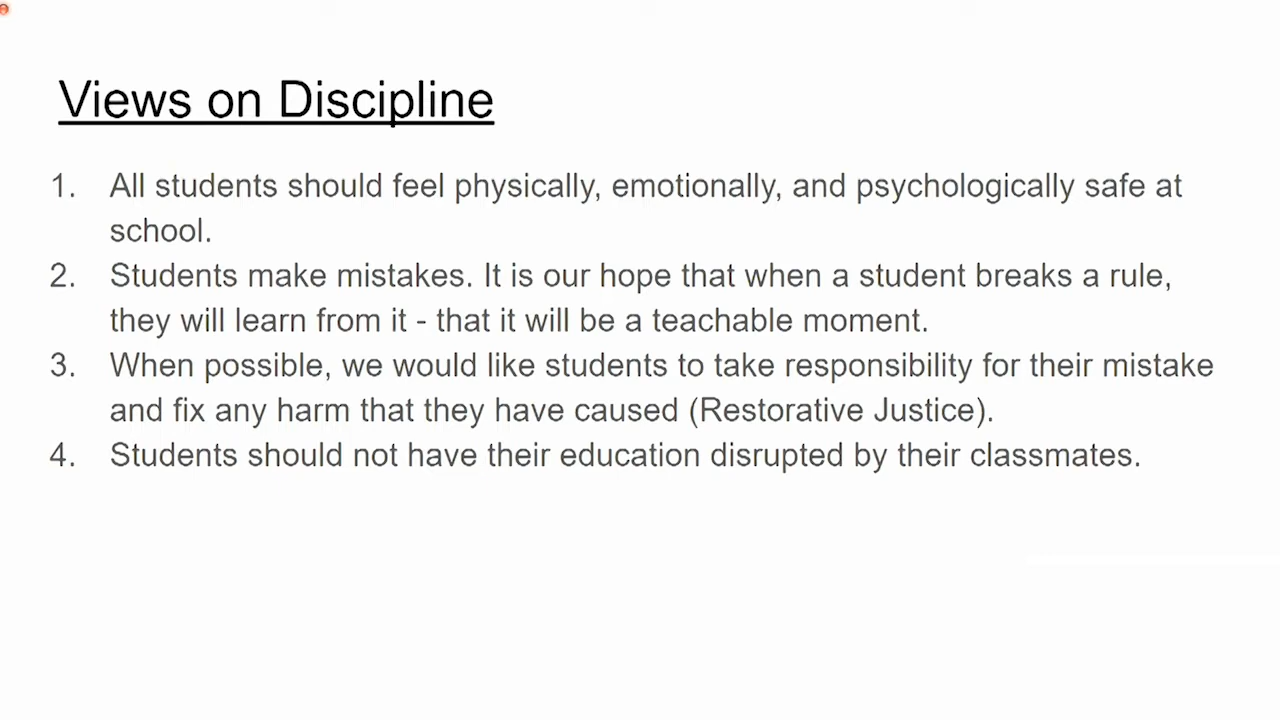 Views on Discipline
1. All students should feel physically, emotionally, and psychologically safe at
school.
2. Students make mistakes. It is our hope that when a student breaks a rule,
they will learn from it - that it will be a teachable moment.
3. When possible, we would like students to take responsibility for their mistake
and fix any harm that they have caused (Restorative Justice).
4. Students should not have their education disrupted by their classmates.